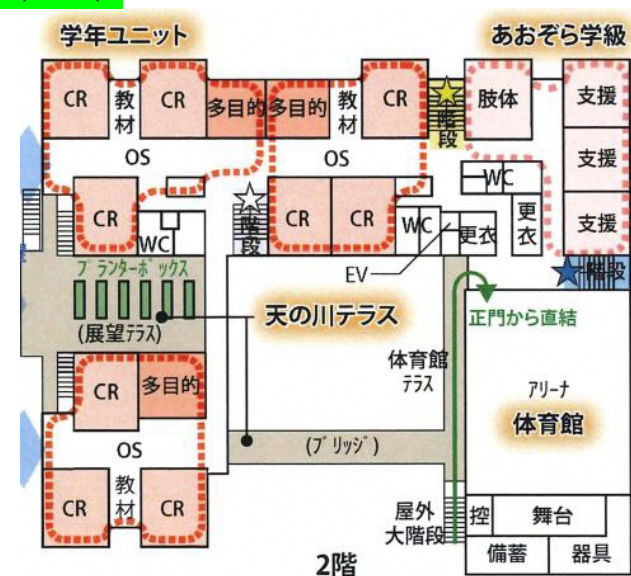 学年ユニット
あおぞら学級
CR
教材
CR
多目的
多目的
教材
CR
階段
肢体
支援
OS
OS
支援
WC
CR
階段
CR
CR
WC
更衣
更衣
支援
WC
EV
階段
プランターボックス
天の川テラス
正門から直結
(展望テラス)
体育館
テラス
CR
多目的
アリーナ
体育館
OS
(ブリッジ)
教材
CR
CR
屋外
大階段
控
舞台
備蓄
器具
2階